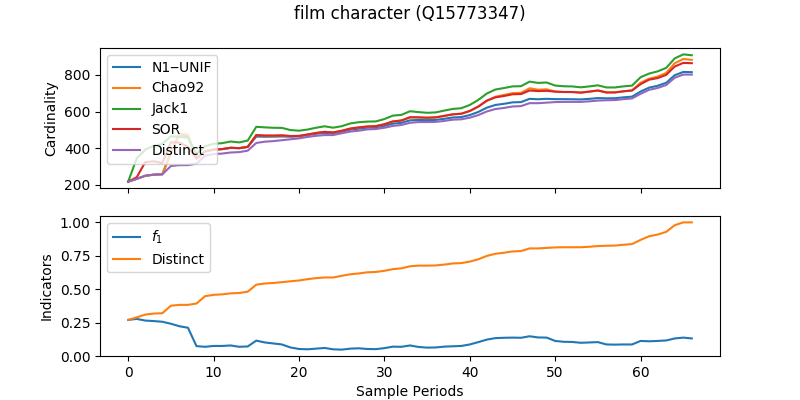 film character (Q15773347)
Cardinality
800
600
400
200
N1−UNIF
Chao92
Jack1
SOR
Distinct
Indicators
1.00
0.75
0.50
0.25
0.00
f1
Distinct
0 10 20 30 40 50 60
Sample Periods